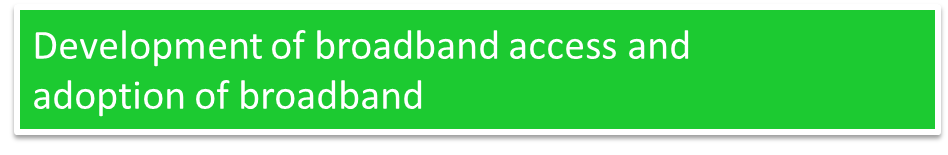 Development of broadband access and
adoption of broadband